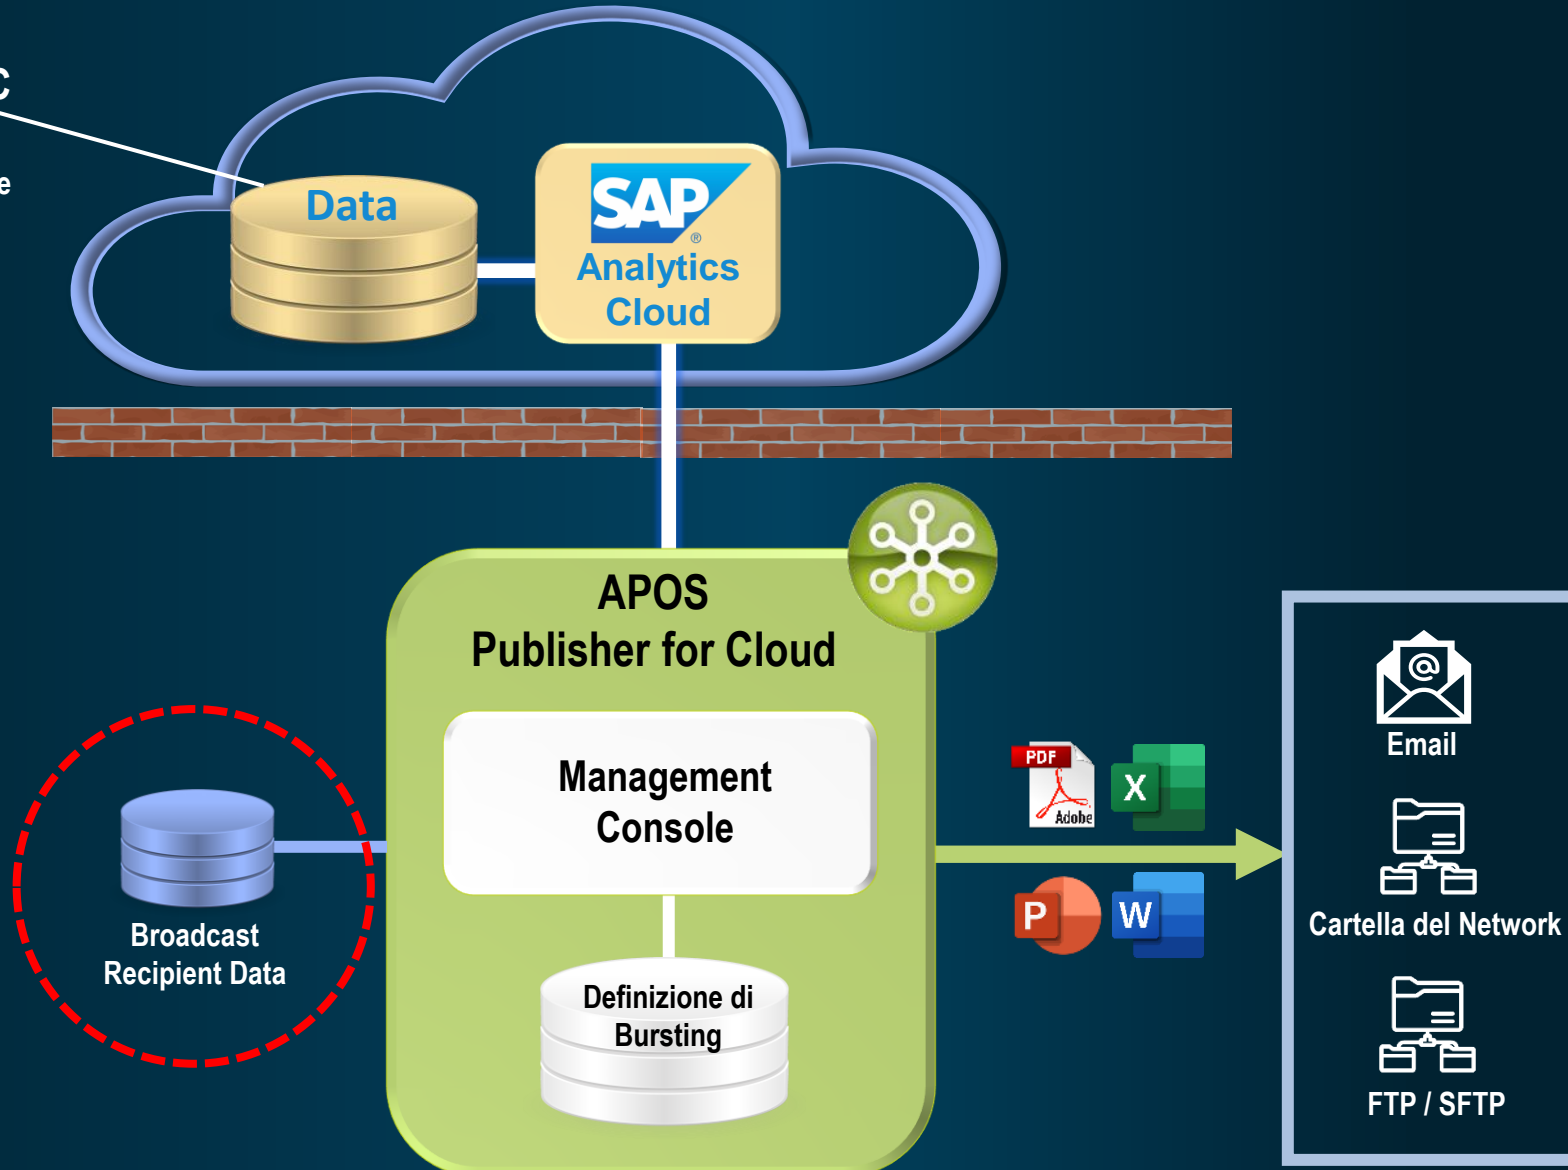 C
e
Data
SAP
®
Analytics
Cloud
APOS
Publisher for Cloud
Management
Console
Broadcast
Recipient Data
Definizione di
Bursting
PDF
Adobe
X
P
W
@
Email
Cartella del Network
FTP / SFTP